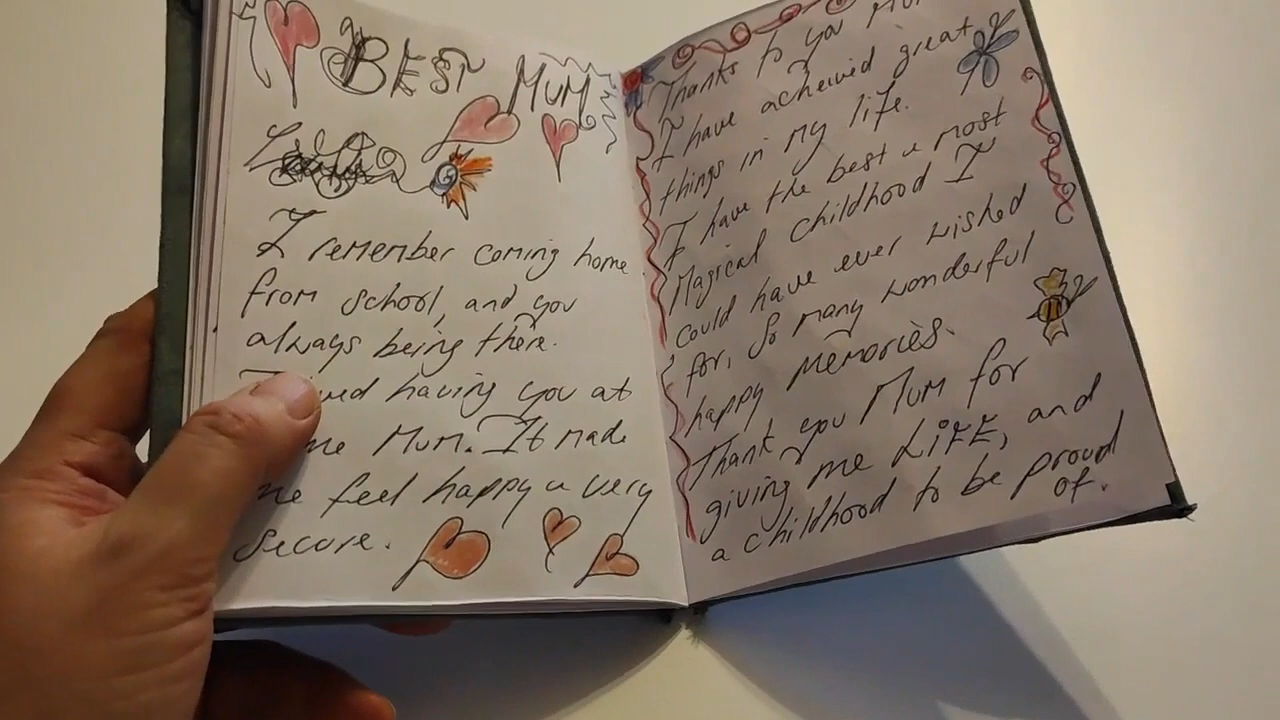 BEST MUM
I remember coming home
from school, and you
always being there.
having you at
me Mum. It made
me feel happy & very
Secure.
Thanks to you
I have acheived great
things in my life.
I have the best & most
Magical childhood I
could have ever wished
for, So many wonderful
happy memories.
Thank you Mum for
giving me LIFE, and
a childhood to be proud
of.